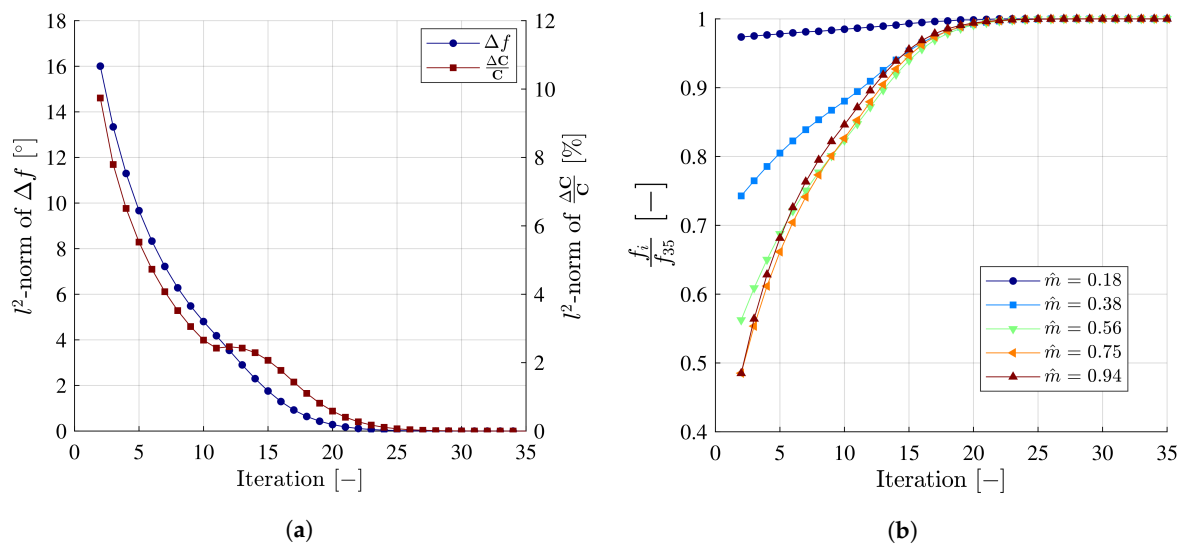 18
16
14
12
10
8
6
4
2
0
l²-norm of Δf [°]
12
10
8
6
4
2
0
l²-norm of ΔC/C [%]
Δf
ΔC/C
0 5 10 15 20 25 30 35
Iteration [−]
(a)
1
0.9
0.8
0.7
0.6
0.5
0.4
f_i/f_35 [−]
m̂ = 0.18
m̂ = 0.38
m̂ = 0.56
m̂ = 0.75
m̂ = 0.94
0 5 10 15 20 25 30 35
Iteration [−]
(b)